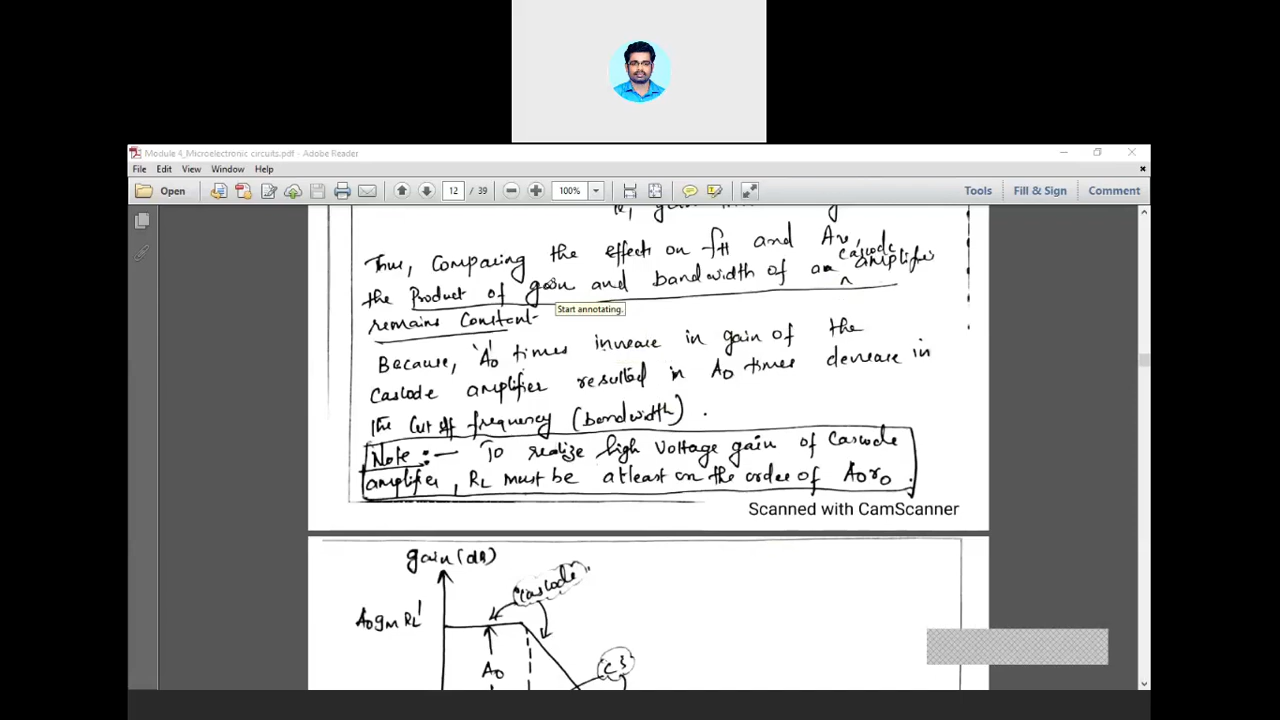 Module 4_Microelectronic circuits.pdf - Adobe Reader
File Edit View Window Help
Open 12 / 39 100% Tools Fill & Sign Comment
gain
Thus, Comparing the effects on fH and Av,
the Product of gain and bandwidth of an cascode amplifier
Start annotating.
remains Constant-
Because, 'A0' times increase in gain of the
Cascode amplifier resulted in A0 times decrease in
the Cut off frequency (bandwidth).
Note :- To realize high Voltage gain of Cascode
amplifier, RL must be atleast on the order of A0r0.
Scanned with CamScanner
gain (dB)
Cascode
A0gmRL'
A0
CS